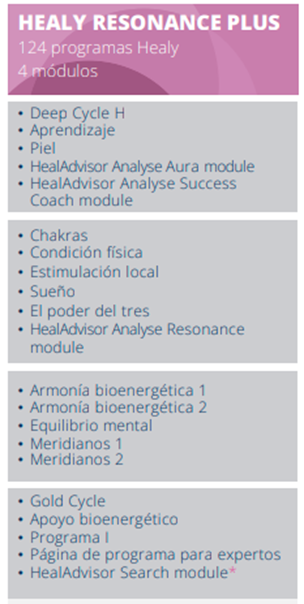 HEALY RESONANCE PLUS
124 programas Healy
4 módulos
• Deep Cycle H
• Aprendizaje
• Piel
• HealAdvisor Analyse Aura module
• HealAdvisor Analyse Success
Coach module
• Chakras
• Condición física
• Estimulación local
• Sueño
• El poder del tres
• HealAdvisor Analyse Resonance
module
• Armonía bioenergética 1
• Armonía bioenergética 2
• Equilibrio mental
• Meridianos 1
• Meridianos 2
• Gold Cycle
• Apoyo bioenergético
• Programa I
• Página de programa para expertos
• HealAdvisor Search module*